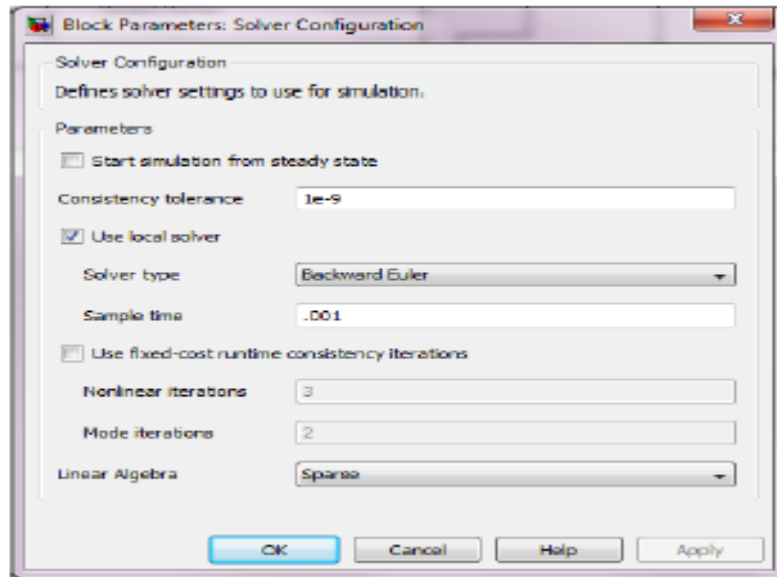 Block Parameters: Solver Configuration
Solver Configuration
Defines solver settings to use for simulation.
Parameters
Start simulation from steady state
Consistency tolerance 1e-9
Use local solver
Solver type Backward Euler
Sample time .001
Use fixed-cost runtime consistency iterations
Nonlinear iterations 3
Mode iterations 2
Linear Algebra Sparse
OK Cancel Help Apply